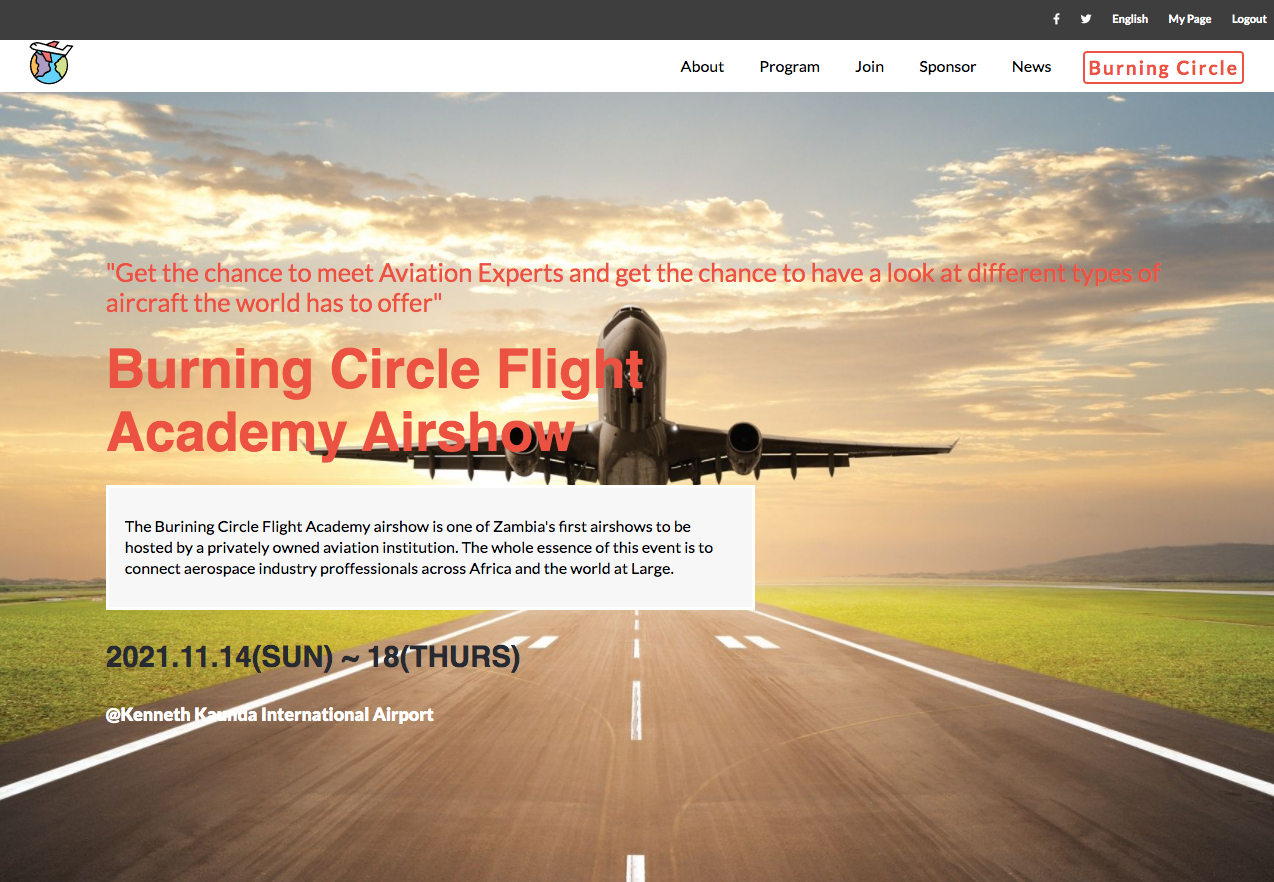 English My Page Logout
About Program Join Sponsor News Burning Circle
"Get the chance to meet Aviation Experts and get the chance to have a look at different types of
aircraft the world has to offer"
Burning Circle Flight
Academy Airshow
The Burining Circle Flight Academy airshow is one of Zambia's first airshows to be
hosted by a privately owned aviation institution. The whole essence of this event is to
connect aerospace industry proffessionals across Africa and the world at Large.
2021.11.14(SUN) ~ 18(THURS)
@Kenneth Kaunda International Airport